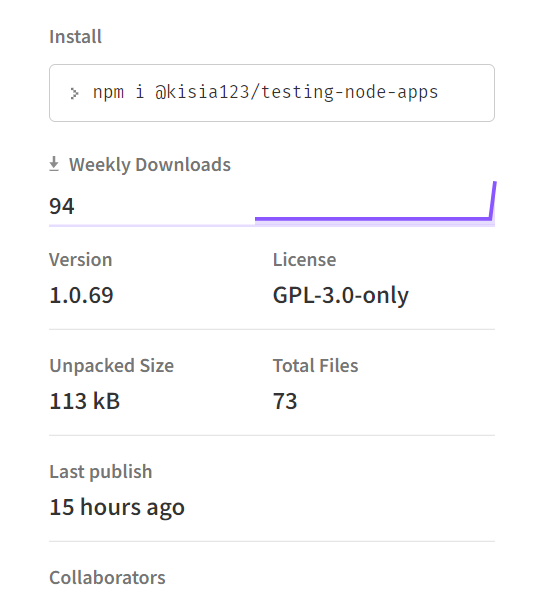 Install
> npm i @kisia123/testing-node-apps
Weekly Downloads
94
Version
License
1.0.69
GPL-3.0-only
Unpacked Size
Total Files
113 kB
73
Last publish
15 hours ago
Collaborators